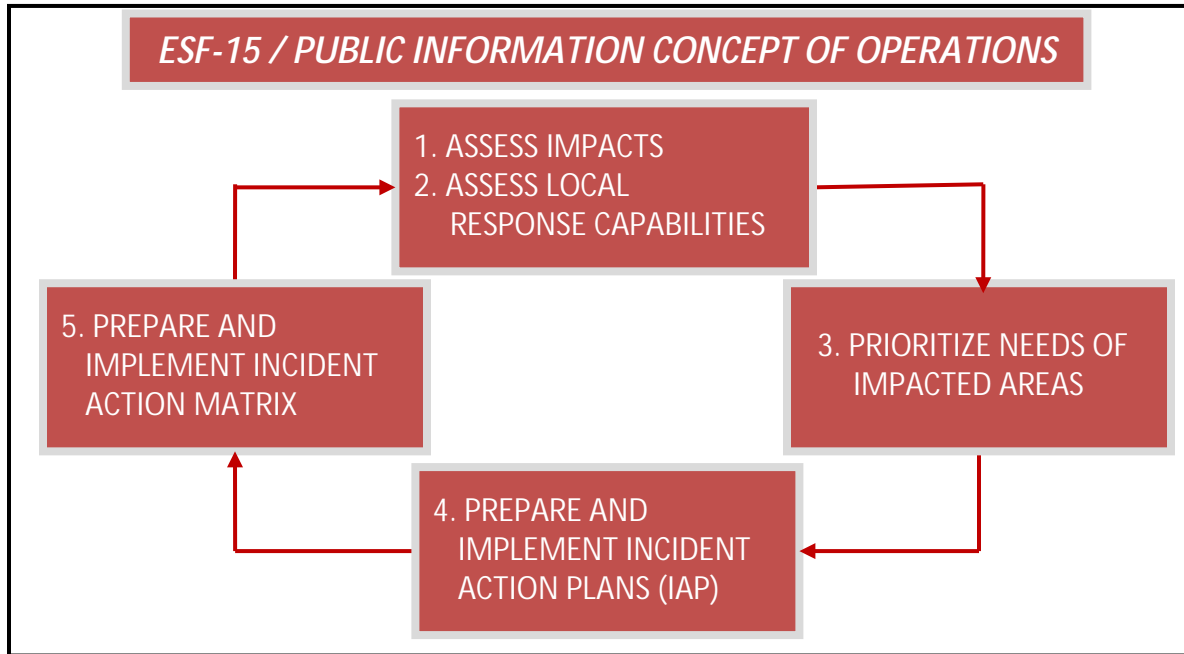 ESF-15 / PUBLIC INFORMATION CONCEPT OF OPERATIONS
1. ASSESS IMPACTS
2. ASSESS LOCAL
RESPONSE CAPABILITIES
3. PRIORITIZE NEEDS OF
IMPACTED AREAS
4. PREPARE AND
IMPLEMENT INCIDENT
ACTION PLANS (IAP)
5. PREPARE AND
IMPLEMENT INCIDENT
ACTION MATRIX